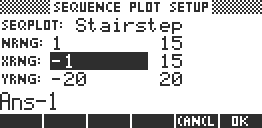 SEQUENCE PLOT SETUP
SEQPLOT: Stairstep
NRNG: 1 15
XRNG: -1 15
YRNG: -20 20
Ans-1
CANCL OK